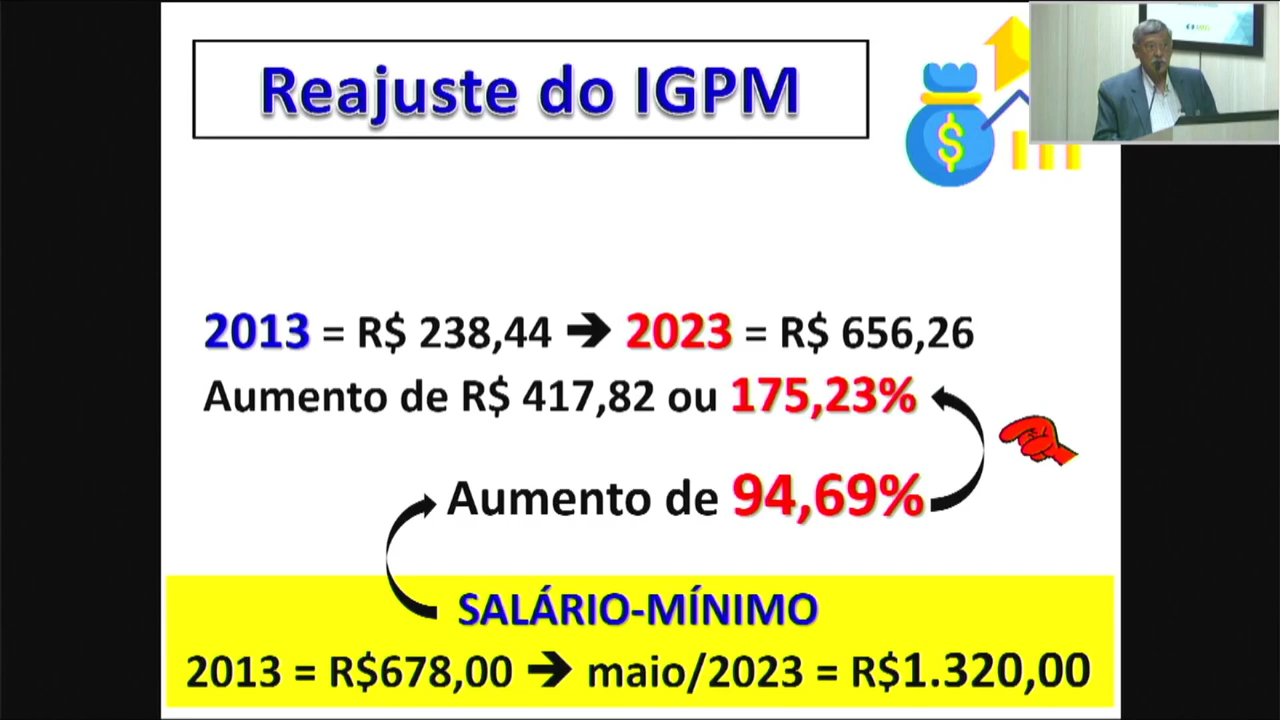 Reajuste do IGPM
$
2013 = R$ 238,44 ➔ 2023 = R$ 656,26
Aumento de R$ 417,82 ou 175,23%
Aumento de 94,69%
SALÁRIO-MÍNIMO
2013 = R$678,00 ➔ maio/2023 = R$1.320,00